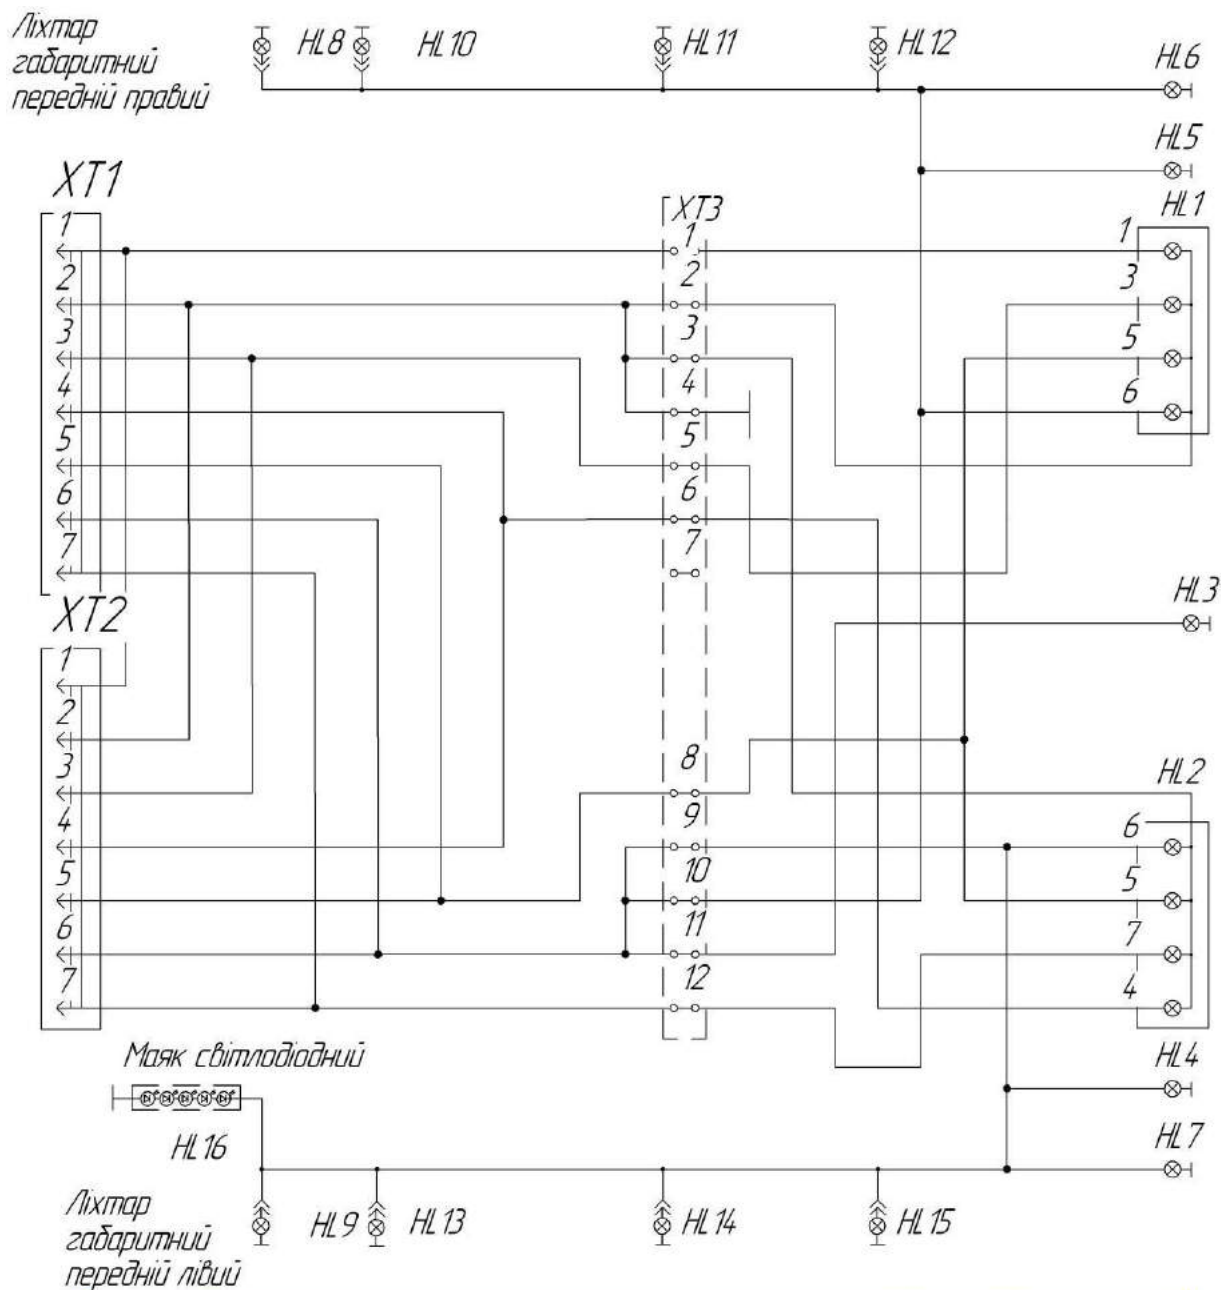 Ліхтар
габаритний
передній правий
HL8
HL10
HL11
HL12
HL6
HL5
XT1
1
2
3
4
5
6
7
XT3
1
2
3
4
5
6
7
8
9
10
11
12
HL1
1
3
5
6
HL3
XT2
1
2
3
4
5
6
7
HL2
6
5
7
4
HL4
HL7
Маяк світлодіодний
HL16
Ліхтар
габаритний
передній лівий
HL9
HL13
HL14
HL15